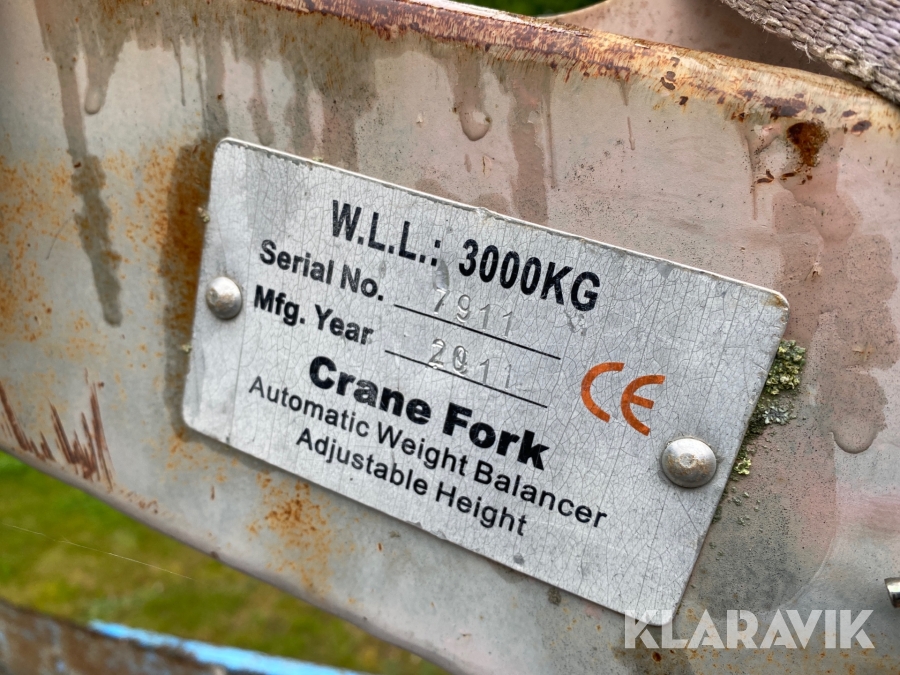 W.L.L.: 3000KG
Serial No. 7911
Mfg. Year 2011
CE
Crane Fork
Automatic Weight Balancer
Adjustable Height
KLARAVIK